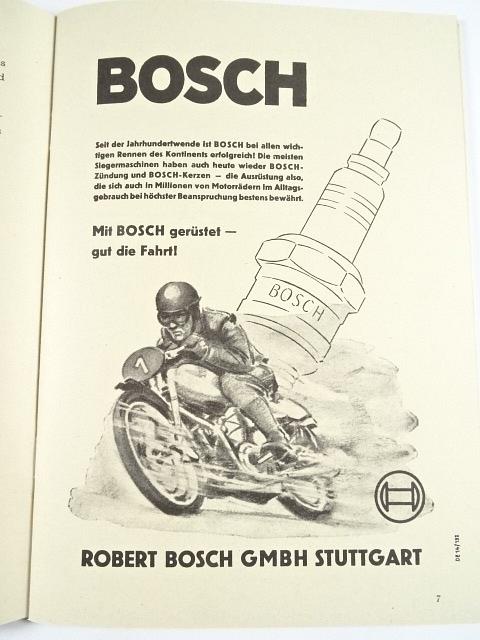 BOSCH
Seit der Jahrhundertwende ist BOSCH bei allen wich-
tigen Rennen des Kontinents erfolgreich! Die meisten
Siegermaschinen haben auch heute wieder BOSCH-
Zündung und BOSCH-Kerzen – die Ausrüstung also,
die sich auch in Millionen von Motorrädern im Alltags-
gebrauch bei höchster Beanspruchung bestens bewährt.
Mit BOSCH gerüstet –
gut die Fahrt!
BOSCH
1
ROBERT BOSCH GMBH STUTTGART
7